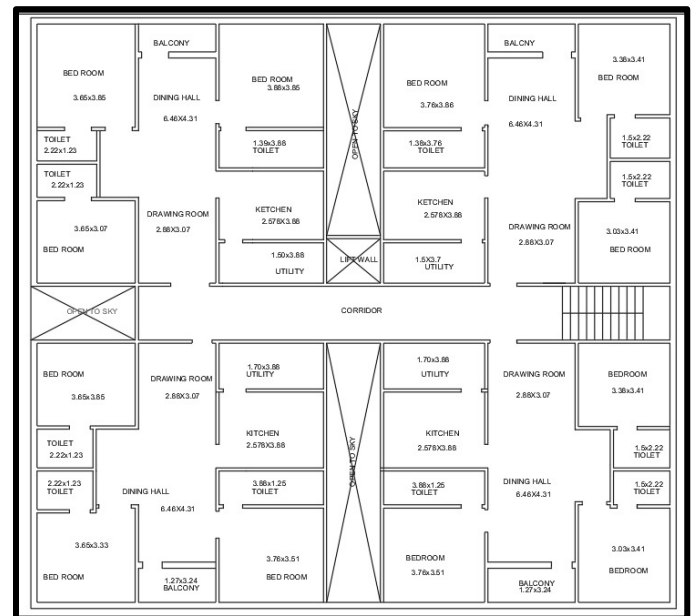 BALCONY
BED ROOM
3.65x3.85
DINING HALL
6.46X4.31
BED ROOM
3.88x3.85
TOILET
2.22x1.23
TOILET
2.22x1.23
1.39x3.88
TOILET
KETCHEN
2.578X3.88
3.65x3.07
BED ROOM
DRAWING ROOM
2.88X3.07
1.50x3.88
UTILITY
OPEN TO SKY
LIFT WALL
BALCNY
BED ROOM
3.76x3.86
DINING HALL
6.46X4.31
3.38x3.41
BED ROOM
1.38x3.76
TOILET
1.5x2.22
TOILET
1.5x2.22
TOILET
KETCHEN
2.578X3.88
DRAWING ROOM
2.88X3.07
3.03x3.41
BED ROOM
1.5X3.7
UTILITY
OPEN TO SKY
CORRIDOR
BED ROOM
3.65x3.85
DRAWING ROOM
2.88X3.07
1.70x3.88
UTILITY
KITCHEN
2.578X3.88
TOILET
2.22x1.23
2.22x1.23
TOILET
DINING HALL
6.46X4.31
3.88x1.25
TOILET
3.65x3.33
BED ROOM
1.27x3.24
BALCONY
3.76x3.51
BED ROOM
OPEN TO SKY
1.70x3.88
UTILITY
DRAWING ROOM
2.88X3.07
BEDROOM
3.38x3.41
KITCHEN
2.578X3.88
1.5x2.22
TIOLET
1.5x2.22
TIOLET
3.88x1.25
TOILET
DINING HALL
6.46X4.31
BEDROOM
3.76x3.51
BALCONY
1.27x3.24
3.03x3.41
BED ROOM